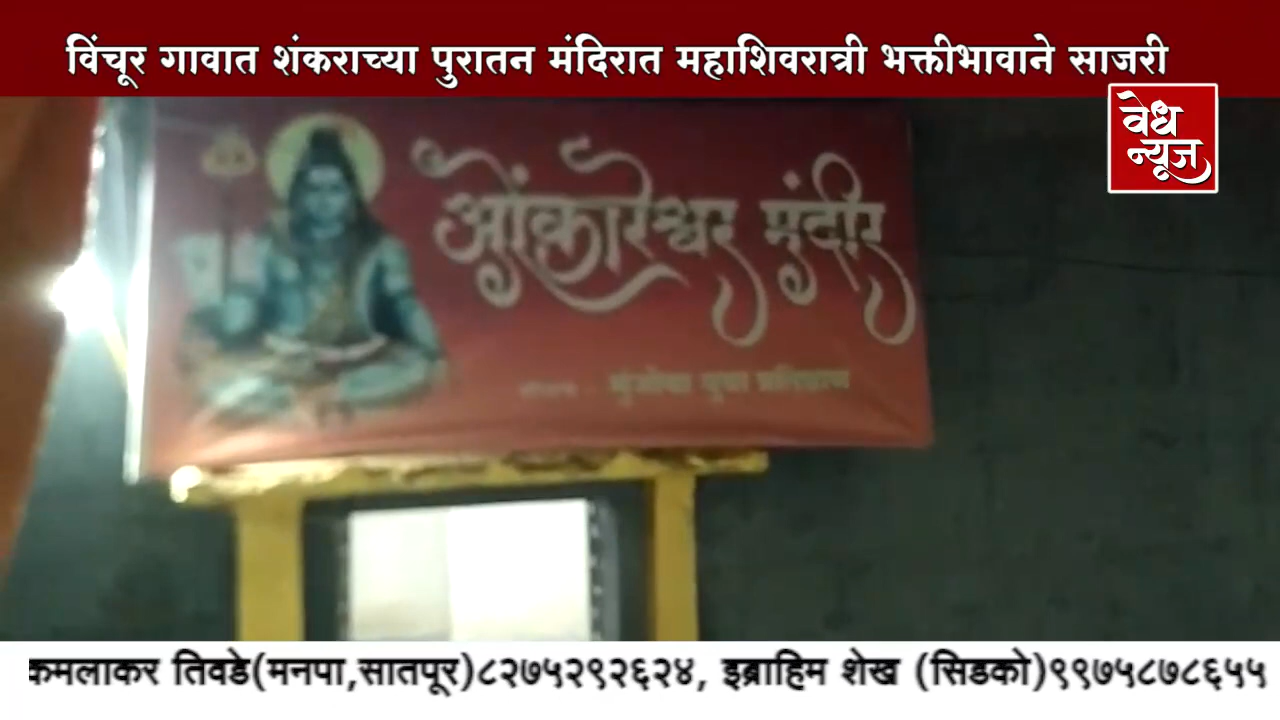 विंचूर गावात शंकराच्या पुरातन मंदिरात महाशिवरात्री भक्तीभावाने साजरी
वेध
न्यूज
ओंकारेश्वर मंदीर
कमलाकर तिवडे(मनपा,सातपूर)८२७५२९२६२४, इब्राहिम शेख (सिडको)९९७५८७८६५५